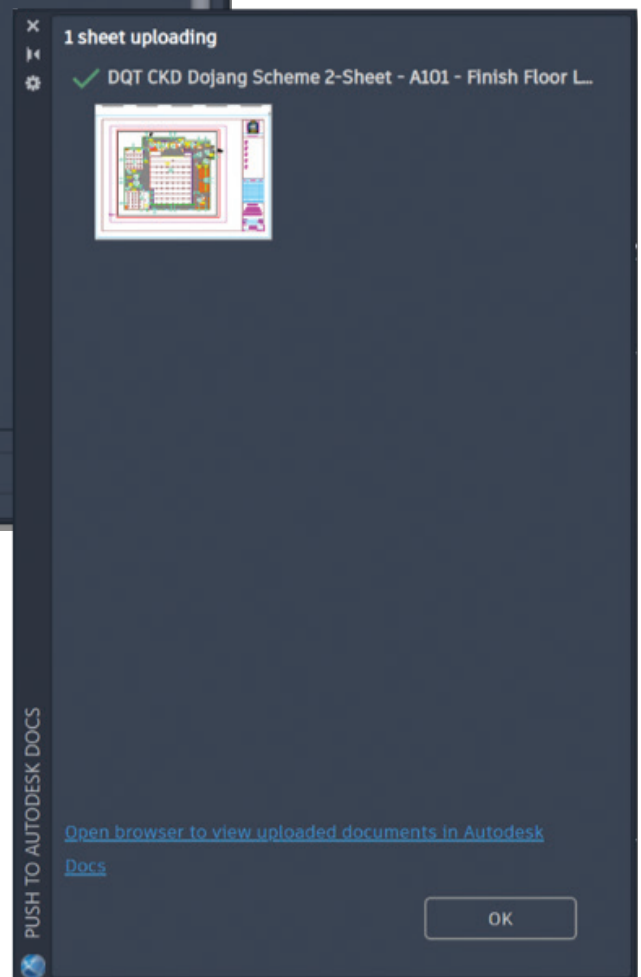 1 sheet uploading
DQT CKD Dojang Scheme 2-Sheet - A101 - Finish Floor L...
Open browser to view uploaded documents in Autodesk
Docs
OK
PUSH TO AUTODESK DOCS